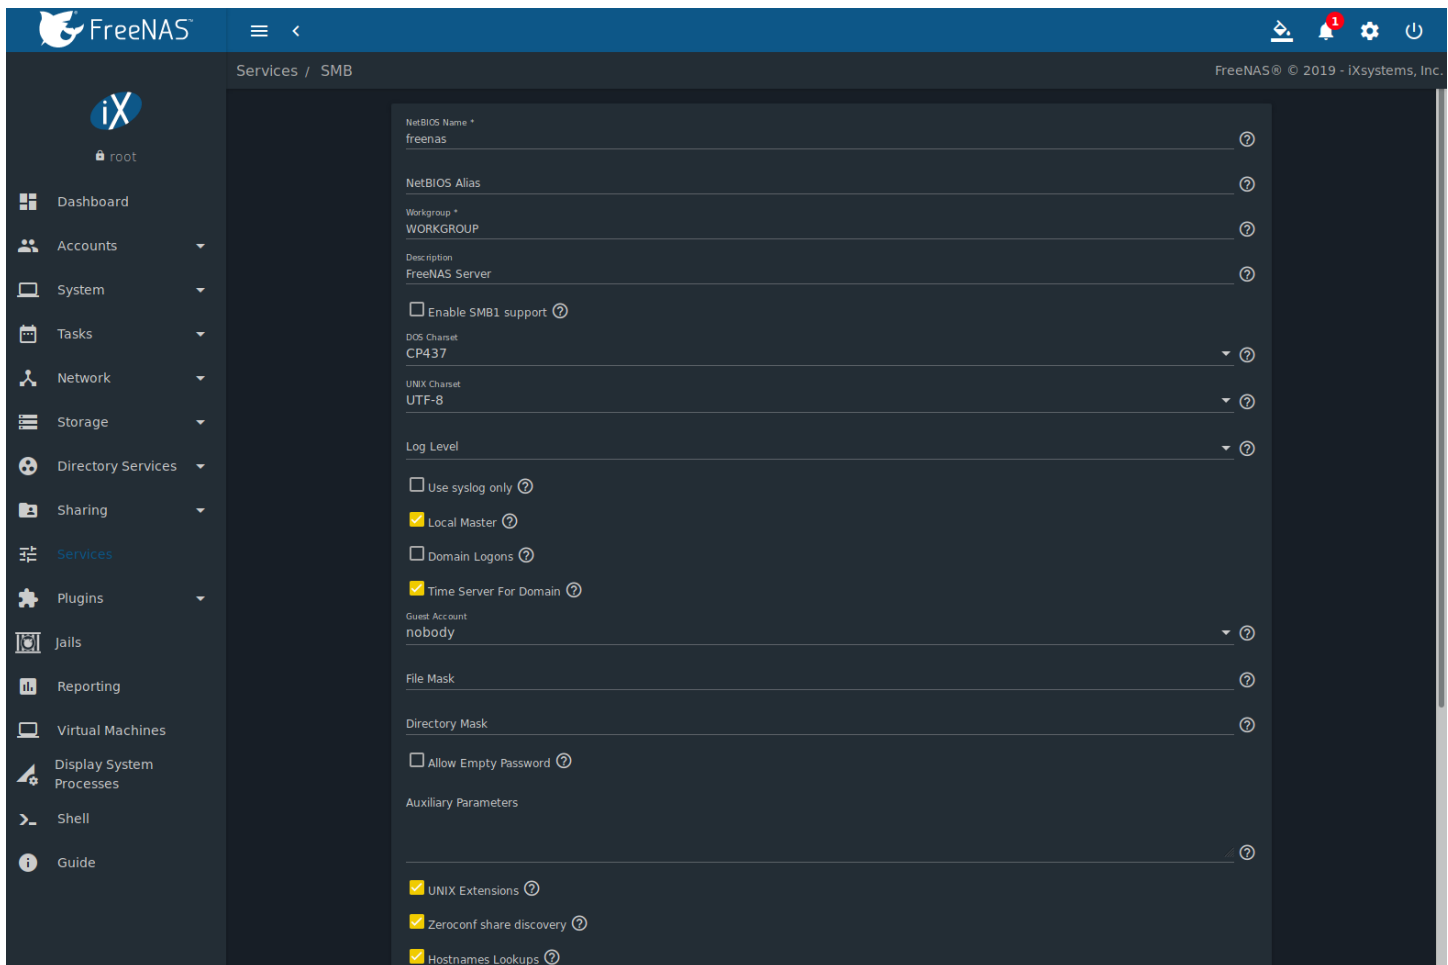 FreeNAS™
1
Services / SMB
FreeNAS® © 2019 - iXsystems, Inc.
iX
root
Dashboard
Accounts
System
Tasks
Network
Storage
Directory Services
Sharing
Services
Plugins
Jails
Reporting
Virtual Machines
Display System
Processes
Shell
Guide
NetBIOS Name *
freenas
NetBIOS Alias
Workgroup *
WORKGROUP
Description
FreeNAS Server
Enable SMB1 support
DOS Charset
CP437
UNIX Charset
UTF-8
Log Level
Use syslog only
Local Master
Domain Logons
Time Server For Domain
Guest Account
nobody
File Mask
Directory Mask
Allow Empty Password
Auxiliary Parameters
UNIX Extensions
Zeroconf share discovery
Hostnames Lookups